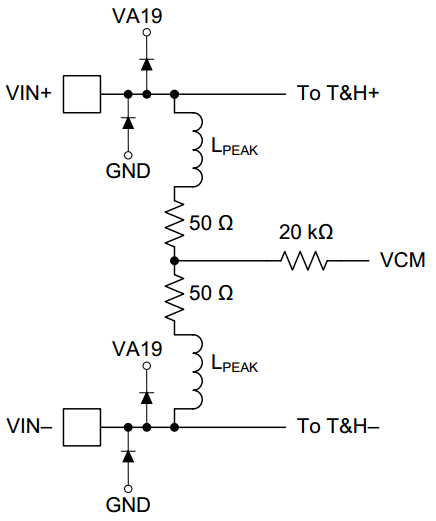 VA19
VIN+
To T&H+
GND
LPEAK
50 Ω
20 kΩ
VCM
50 Ω
VA19
LPEAK
VIN–
To T&H–
GND